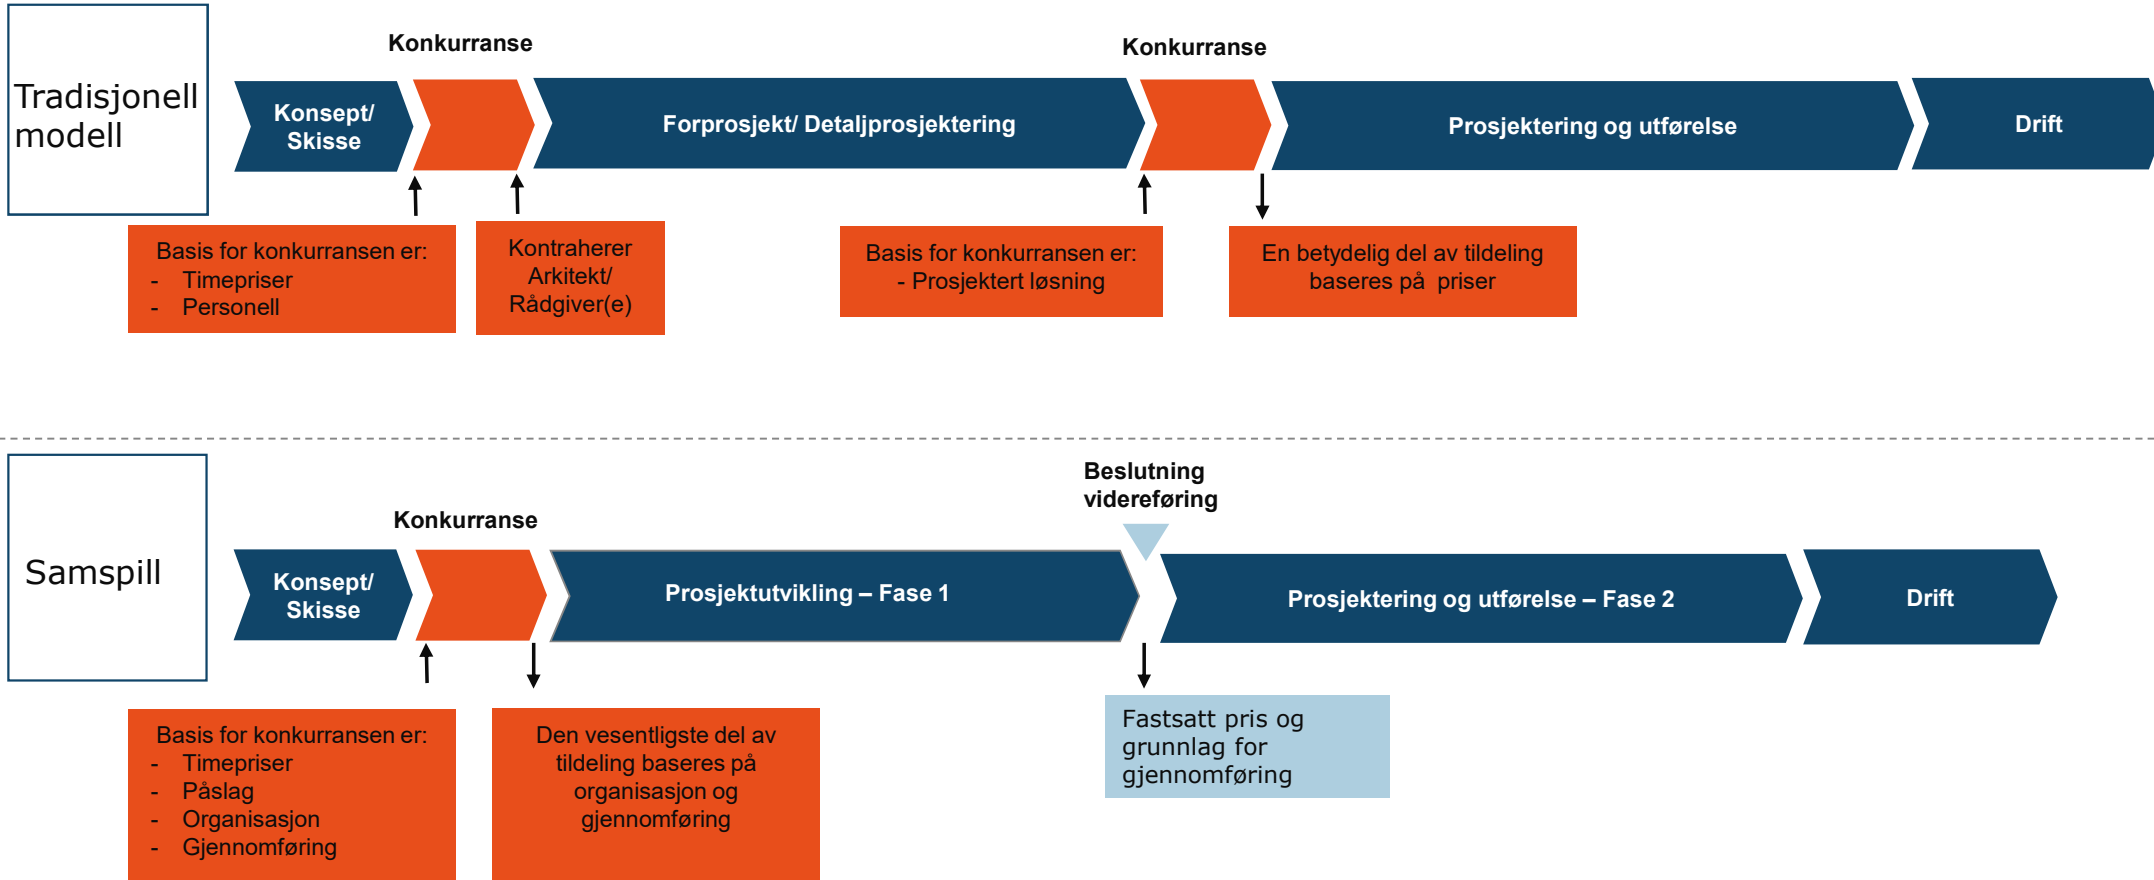 Tradisjonell
modell
Konkurranse
Konkurranse
Konsept/
Skisse
Forprosjekt/ Detaljprosjektering
Prosjektering og utførelse
Drift
Basis for konkurransen er:
- Timepriser
- Personell
Kontraherer
Arkitekt/
Rådgiver(e)
Basis for konkurransen er:
- Prosjektert løsning
En betydelig del av tildeling
baseres på priser
Samspill
Konkurranse
Beslutning
videreføring
Konsept/
Skisse
Prosjektutvikling – Fase 1
Prosjektering og utførelse – Fase 2
Drift
Basis for konkurransen er:
- Timepriser
- Påslag
- Organisasjon
- Gjennomføring
Den vesentligste del av
tildeling baseres på
organisasjon og
gjennomføring
Fastsatt pris og
grunnlag for
gjennomføring